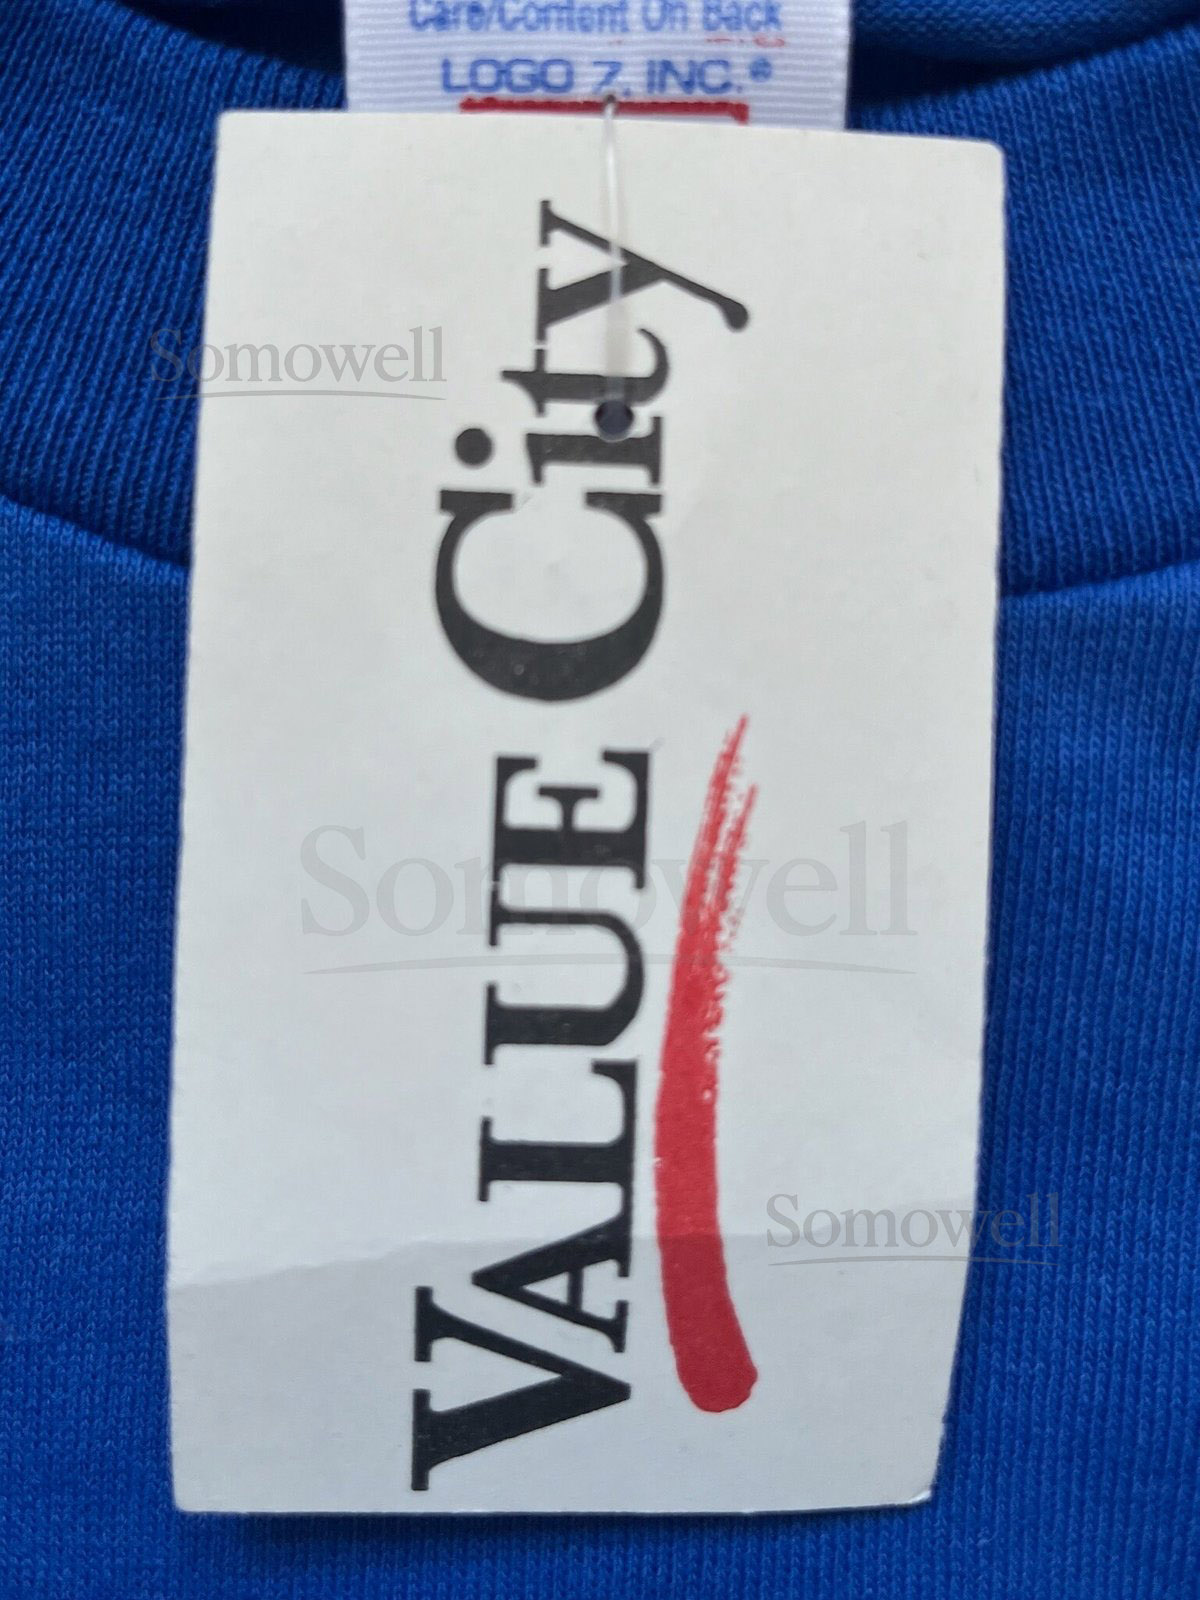 Care/Content On Back
LOGO 7, INC.®
VALUE City
Somowell
Somowell
Somowell